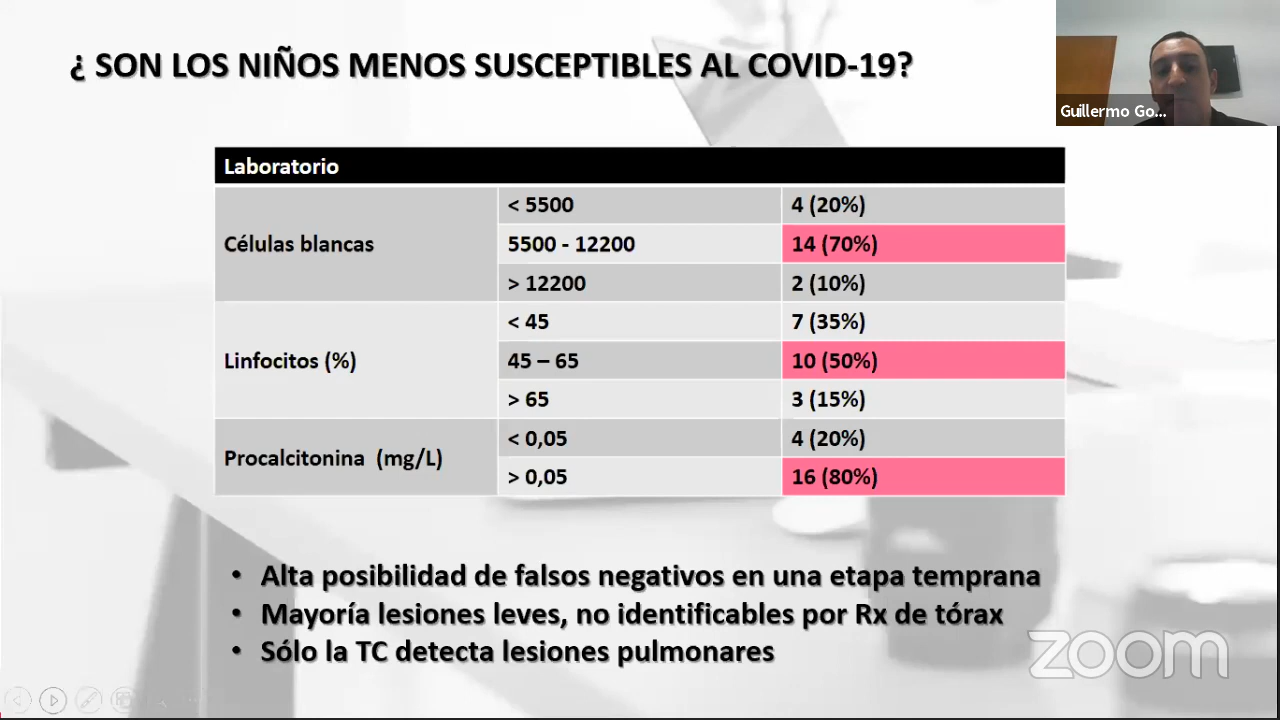 ¿ SON LOS NIÑOS MENOS SUSCEPTIBLES AL COVID-19?
Guillermo Go...
Laboratorio
Células blancas
< 5500
4 (20%)
5500 - 12200
14 (70%)
> 12200
2 (10%)
Linfocitos (%)
< 45
7 (35%)
45 – 65
10 (50%)
> 65
3 (15%)
Procalcitonina (mg/L)
< 0,05
4 (20%)
> 0,05
16 (80%)
• Alta posibilidad de falsos negativos en una etapa temprana
• Mayoría lesiones leves, no identificables por Rx de tórax
• Sólo la TC detecta lesiones pulmonares
zoom